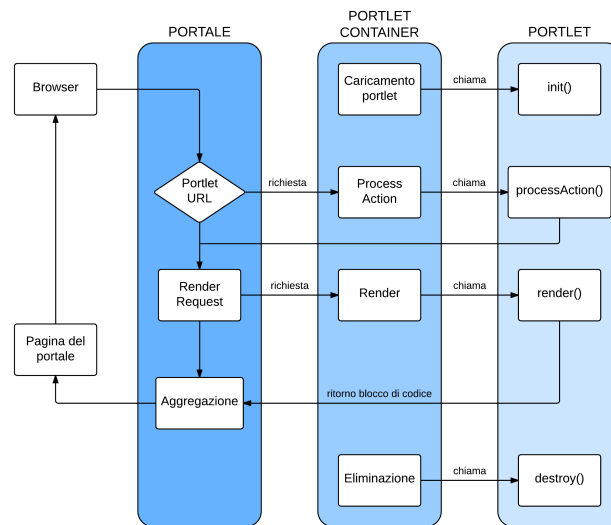 PORTALE
PORTLET
CONTAINER
PORTLET
Browser
Caricamento
portlet
chiama
init()
Portlet
URL
richiesta
Process
Action
chiama
processAction()
Render
Request
richiesta
Render
chiama
render()
Pagina del
portale
Aggregazione
ritorno blocco di codice
Eliminazione
chiama
destroy()